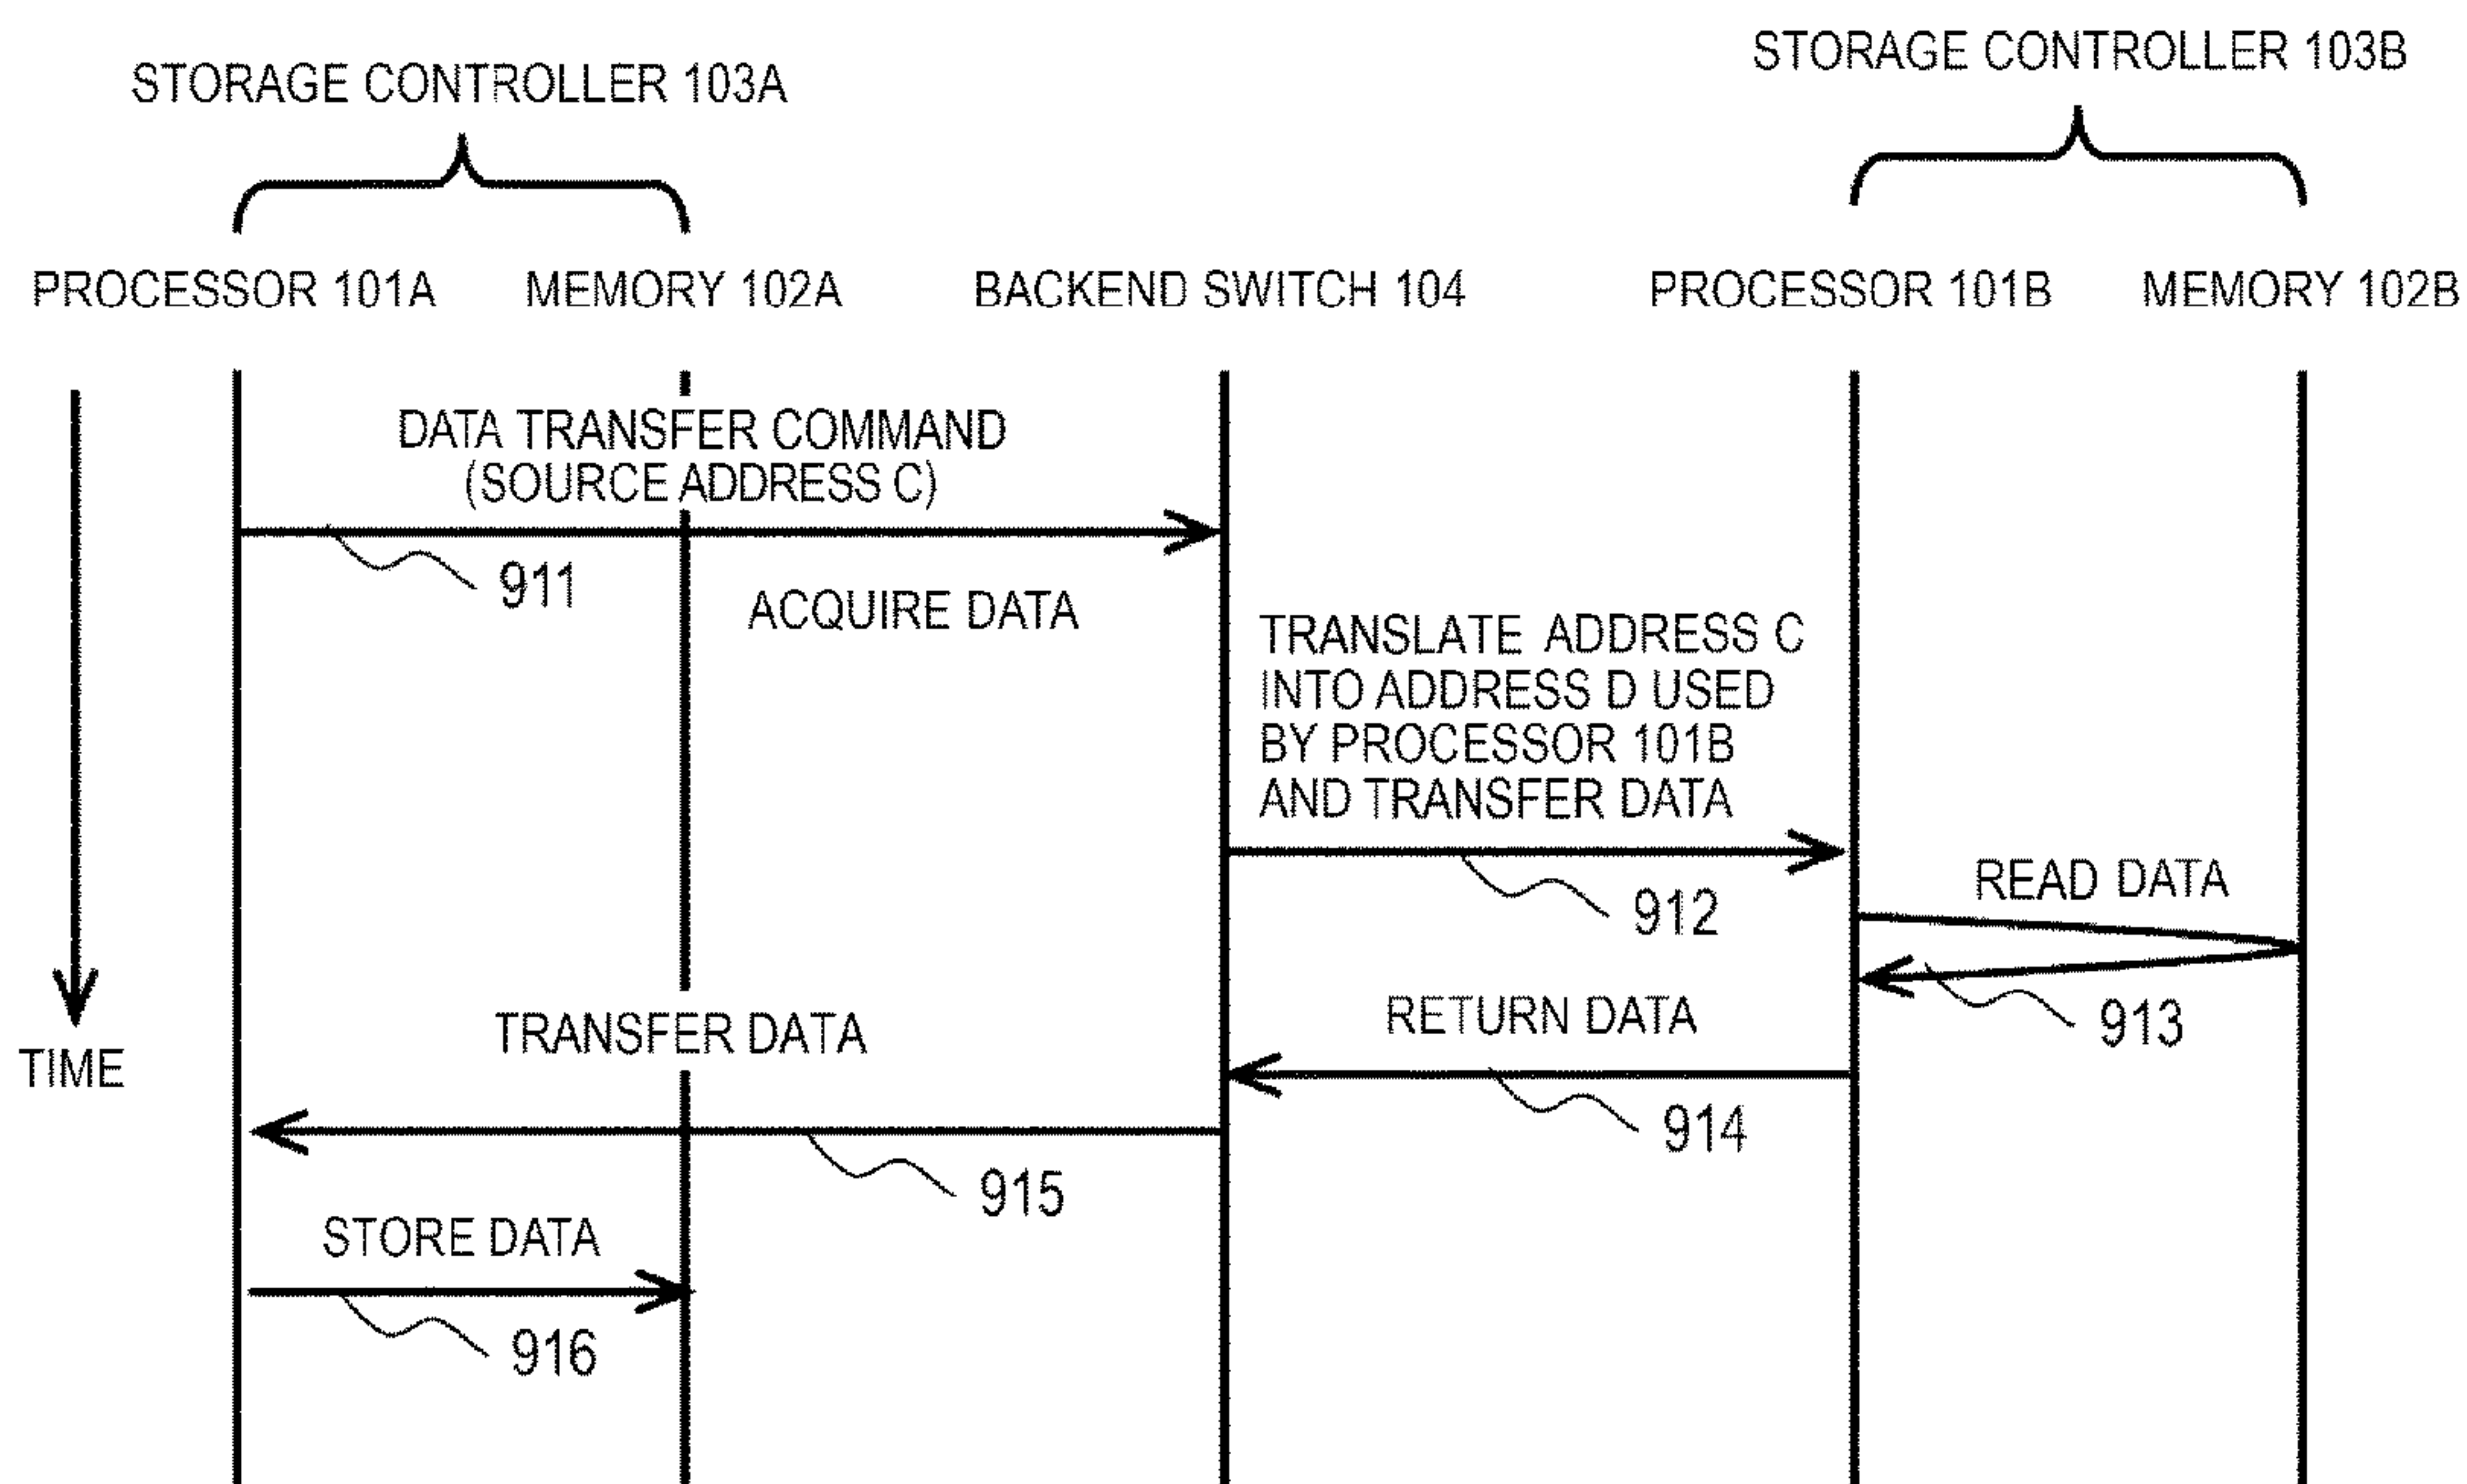 STORAGE CONTROLLER 103A
STORAGE CONTROLLER 103B
PROCESSOR 101A
MEMORY 102A
BACKEND SWITCH 104
PROCESSOR 101B
MEMORY 102B
DATA TRANSFER COMMAND
(SOURCE ADDRESS C)
911
ACQUIRE DATA
TRANSLATE ADDRESS C
INTO ADDRESS D USED
BY PROCESSOR 101B
AND TRANSFER DATA
912
READ DATA
913
RETURN DATA
914
TRANSFER DATA
TIME
915
STORE DATA
916